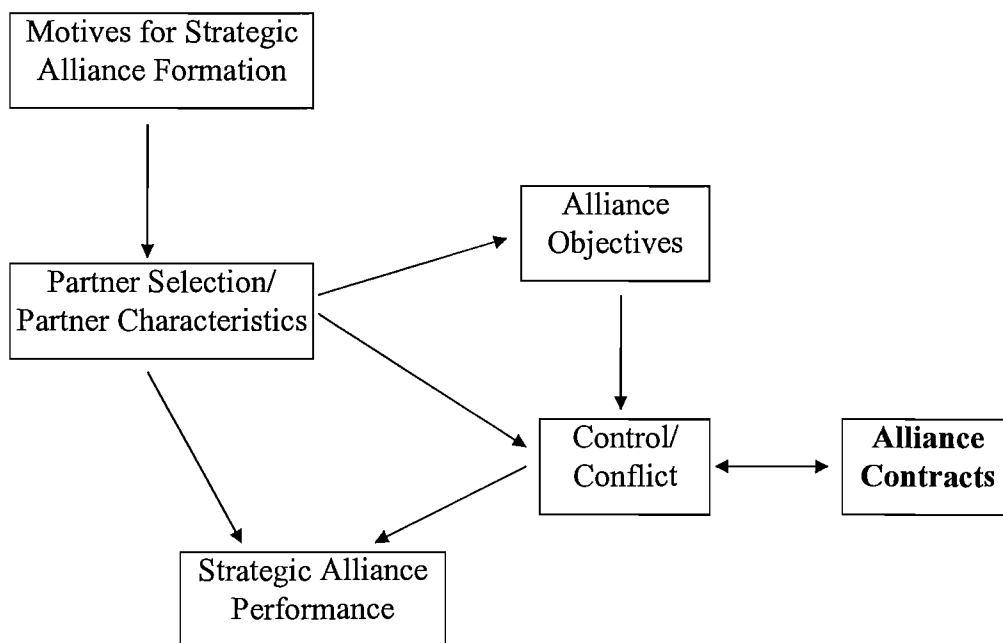 Motives for Strategic
Alliance Formation
Alliance
Objectives
Partner Selection/
Partner Characteristics
Control/
Conflict
Alliance
Contracts
Strategic Alliance
Performance